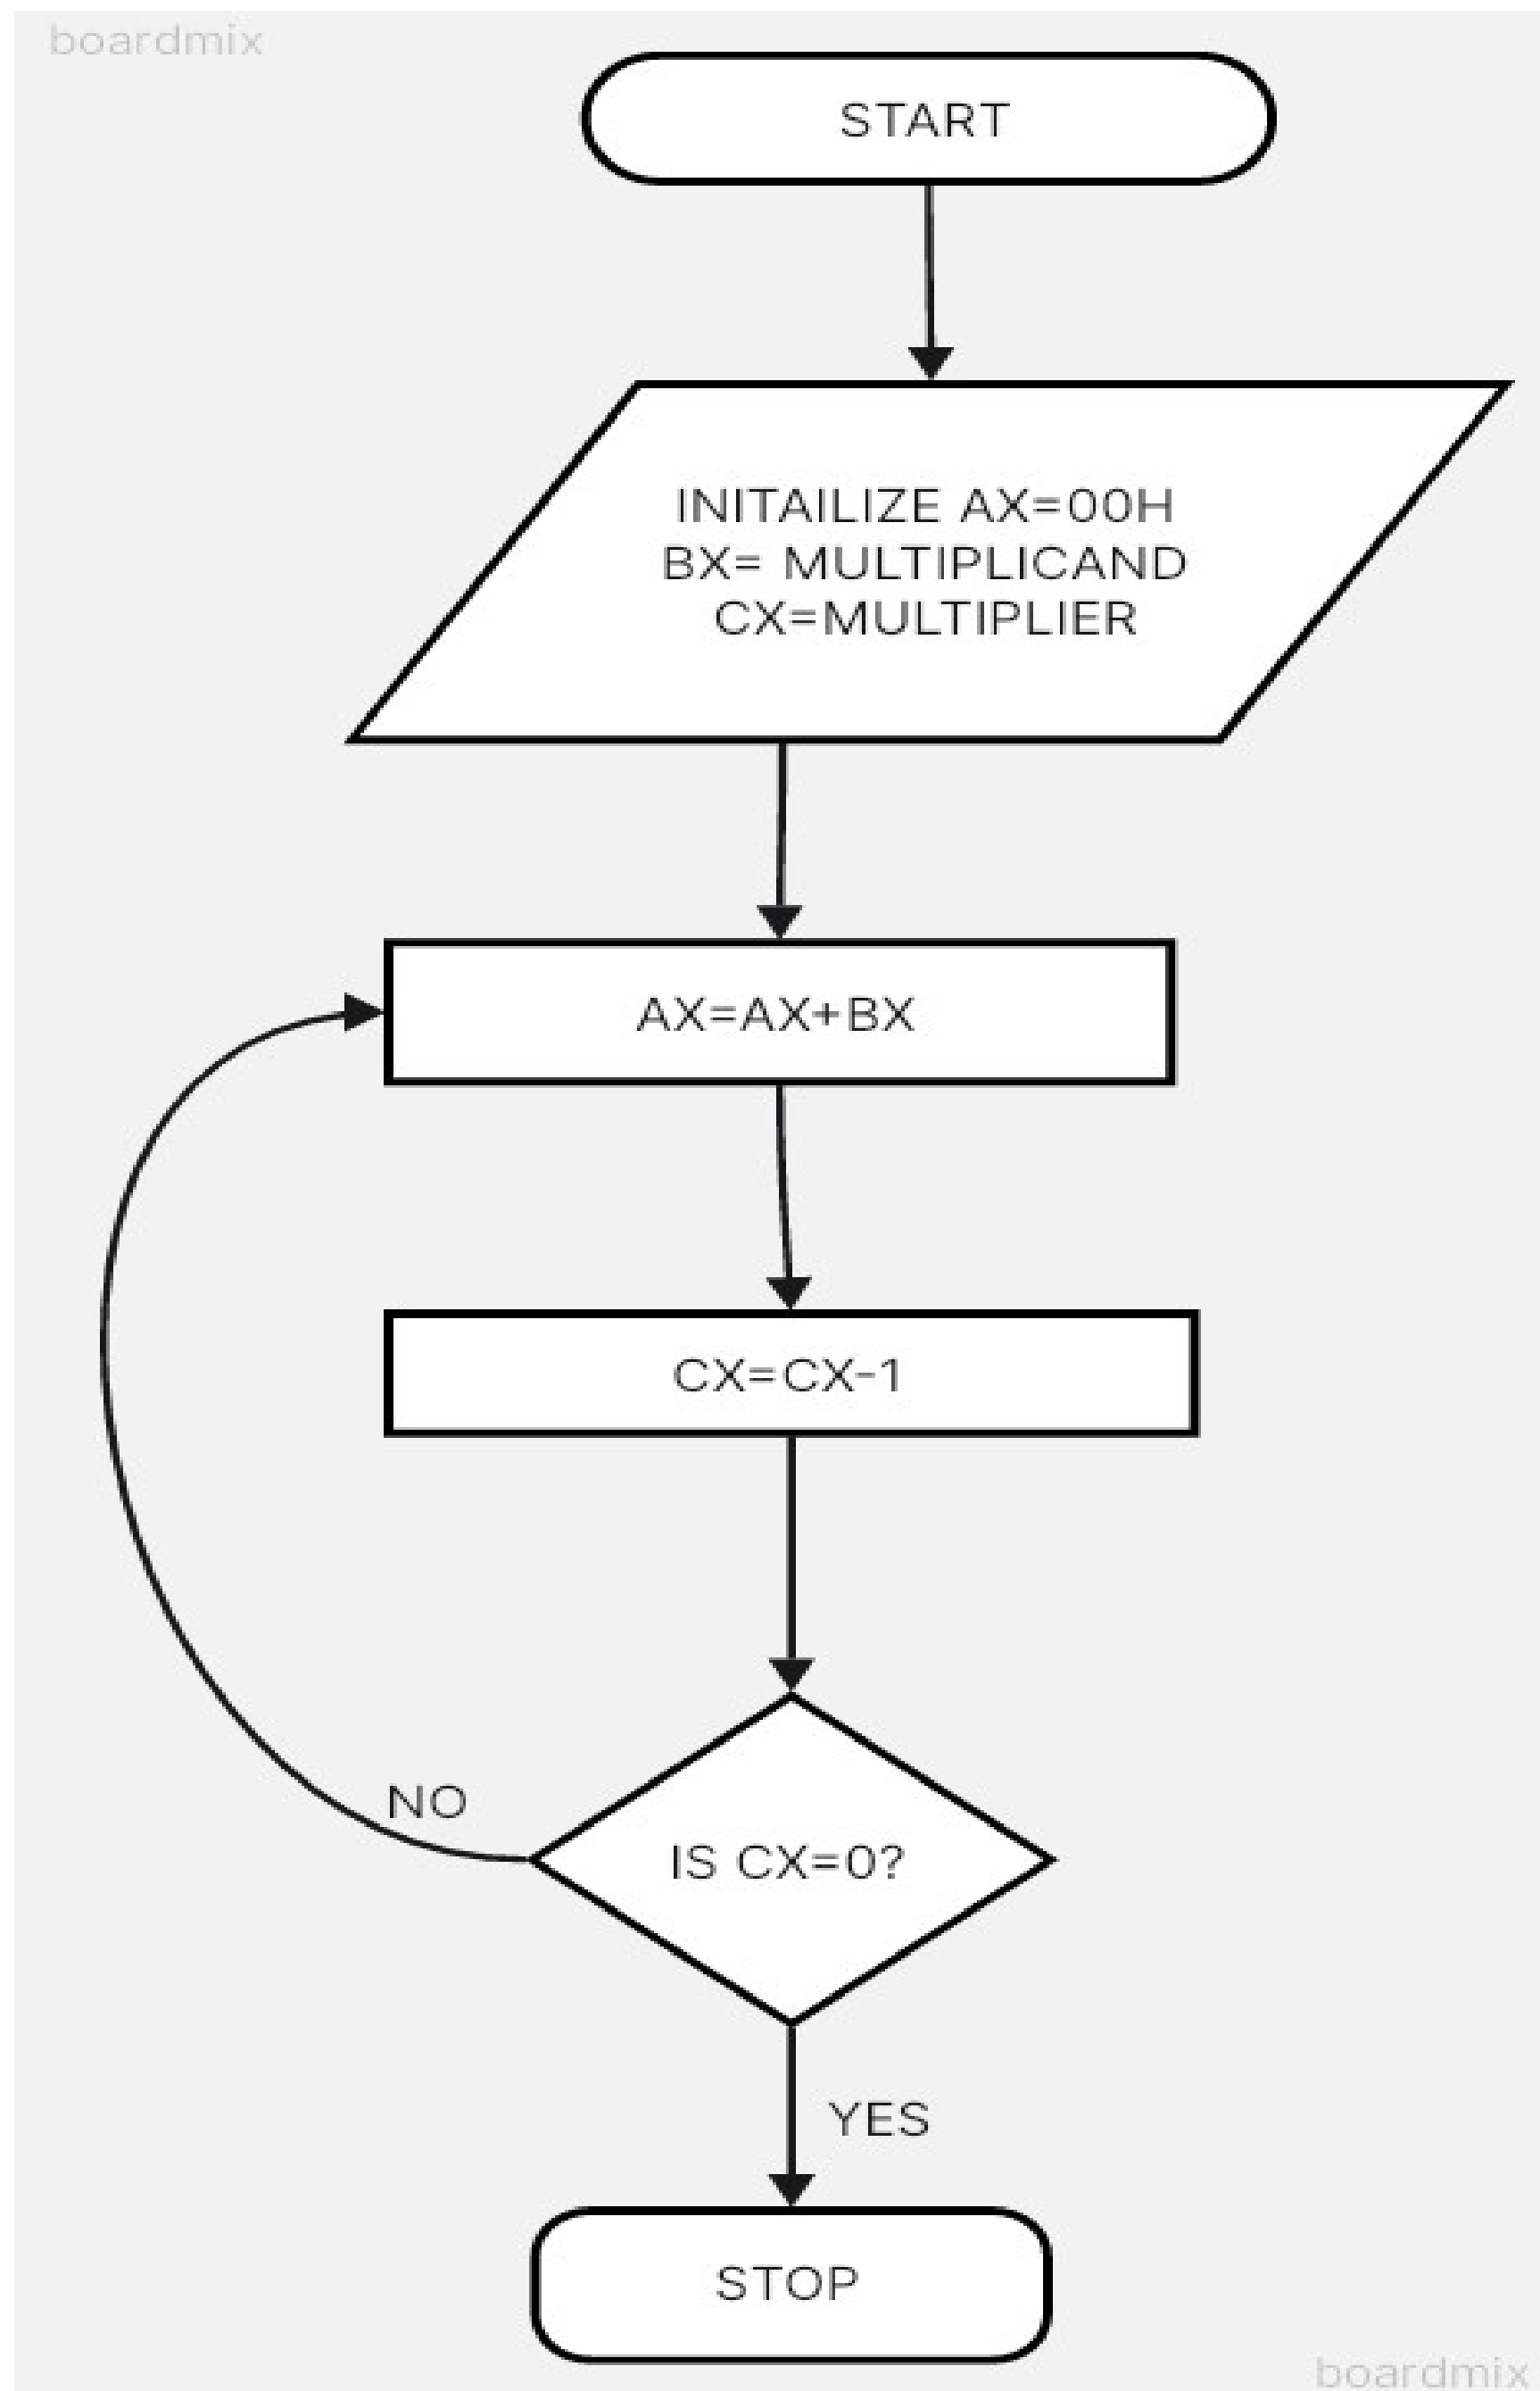 boardmix
START
INITAILIZE AX=00H
BX= MULTIPLICAND
CX=MULTIPLIER
AX=AX+BX
CX=CX-1
NO
IS CX=0?
YES
STOP
boardmix